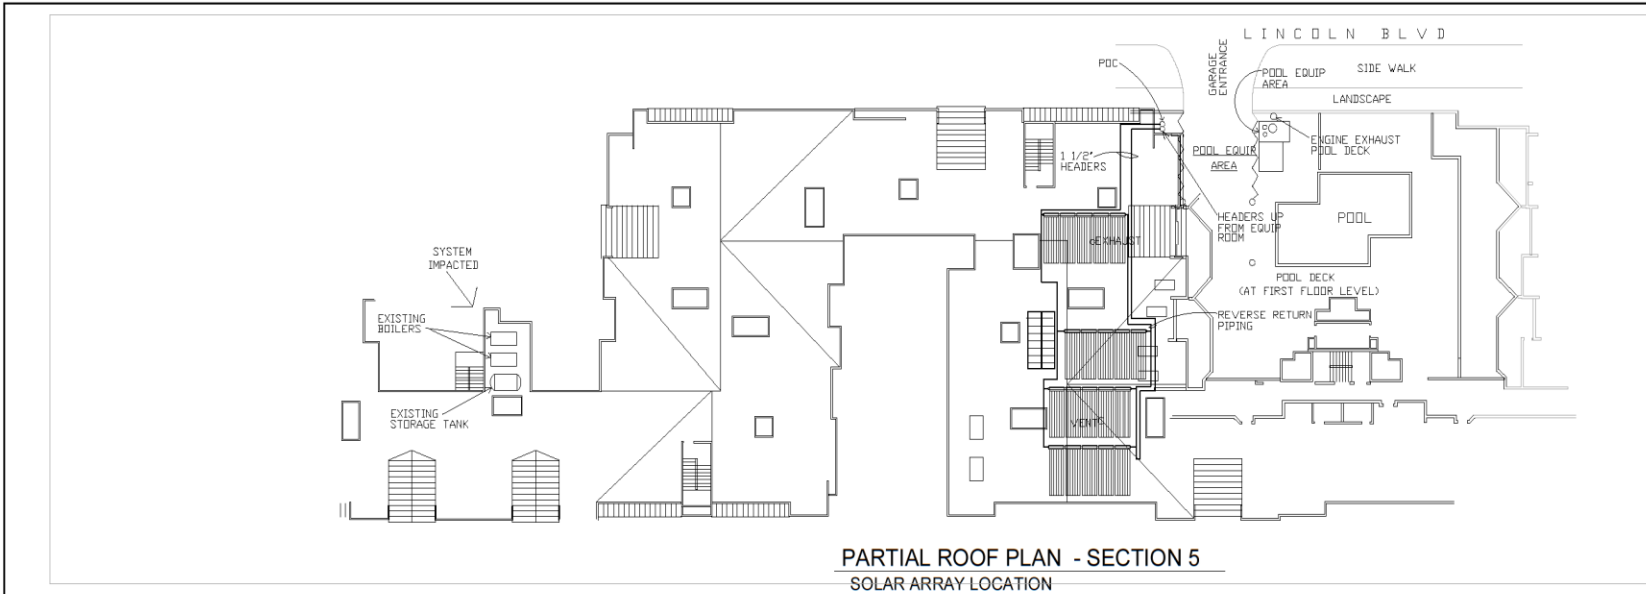 LINCOLN BLVD
GARAGE
ENTRANCE
SIDE WALK
POC
POOL EQUIP
AREA
LANDSCAPE
ENGINE EXHAUST
POOL DECK
POOL EQUIP
AREA
1 1/2"
HEADERS
HEADERS UP
FROM EQUIP
ROOM
POOL
EXHAUST
SYSTEM
IMPACTED
POOL DECK
(AT FIRST FLOOR LEVEL)
EXISTING
BOILERS
REVERSE RETURN
PIPING
EXISTING
STORAGE TANK
VENT
PARTIAL ROOF PLAN - SECTION 5
SOLAR ARRAY LOCATION